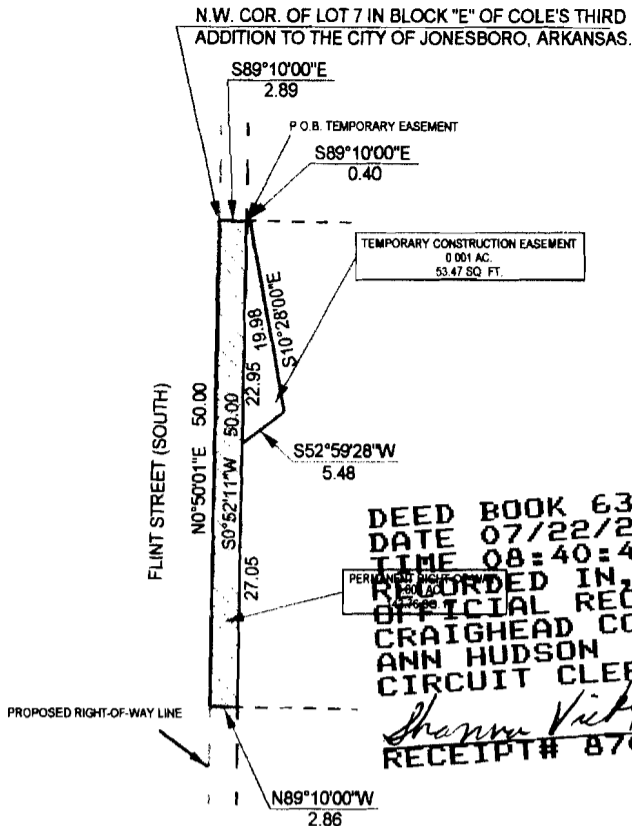 N.W. COR. OF LOT 7 IN BLOCK "E" OF COLE'S THIRD
ADDITION TO THE CITY OF JONESBORO, ARKANSAS.
S89°10'00"E
2.89
P.O.B. TEMPORARY EASEMENT
S89°10'00"E
0.40
TEMPORARY CONSTRUCTION EASEMENT
0.001 AC.
53.47 SQ. FT.
S10°28'00"E
19.98
22.95
FLINT STREET (SOUTH)
N0°50'01"E 50.00
S0°52'11"W 50.00
S52°59'28"W
5.48
27.05
DEED BOOK 63
DATE 07/22/2
TIME 08:40:4
PERMANENT RIGHT-OF-WAY
RECORDED IN,
OFFICIAL REC
CRAIGHEAD CO
ANN HUDSON
CIRCUIT CLER
RECEIPT# 87
PROPOSED RIGHT-OF-WAY LINE
N89°10'00"W
2.86